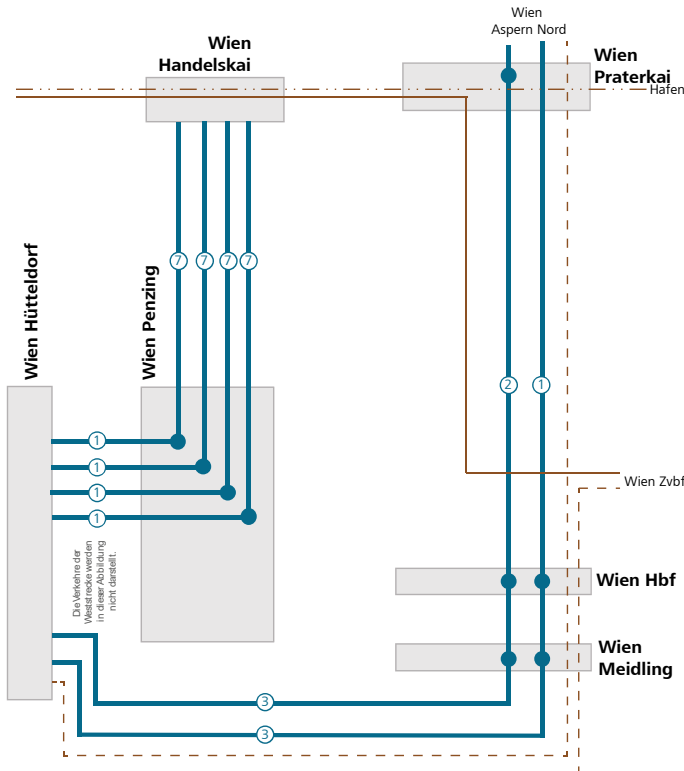 Wien
Aspern Nord
Wien
Handelskai
Wien
Praterkai
Hafen
7
7
7
7
Wien Hütteldorf
Wien Penzing
2
1
1
1
1
1
Wien Zvbf
Die Verkehre der
Weststrecke werden
in dieser Abbildung
nicht darstellt.
Wien Hbf
Wien
Meidling
3
3